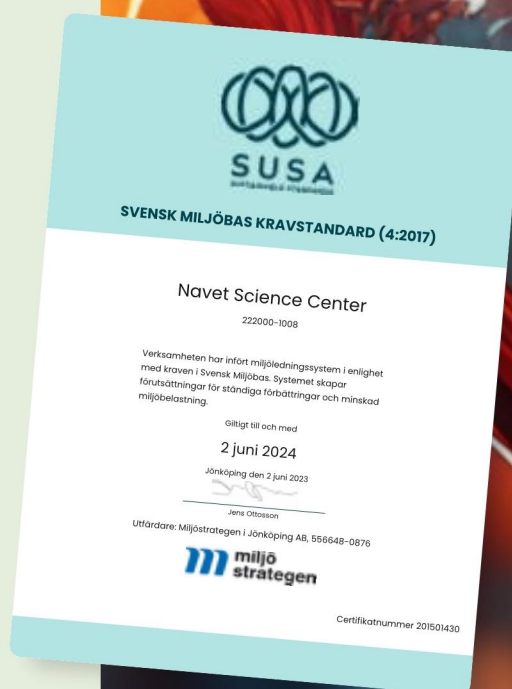 SUSA
SVENSK MILJÖBAS KRAVSTANDARD (4:2017)
Navet Science Center
222000-1008
Verksamheten har infört miljöledningssystem i enlighet
med kraven i Svensk Miljöbas. Systemet skapar
förutsättningar för ständiga förbättringar och minskad
miljöbelastning.
Giltigt till och med
2 juni 2024
Jönköping den 2 juni 2023
Jens Ottosson
Utfärdare: Miljöstrategen i Jönköping AB, 556648-0876
miljö
strategen
Certifikatnummer 201501430